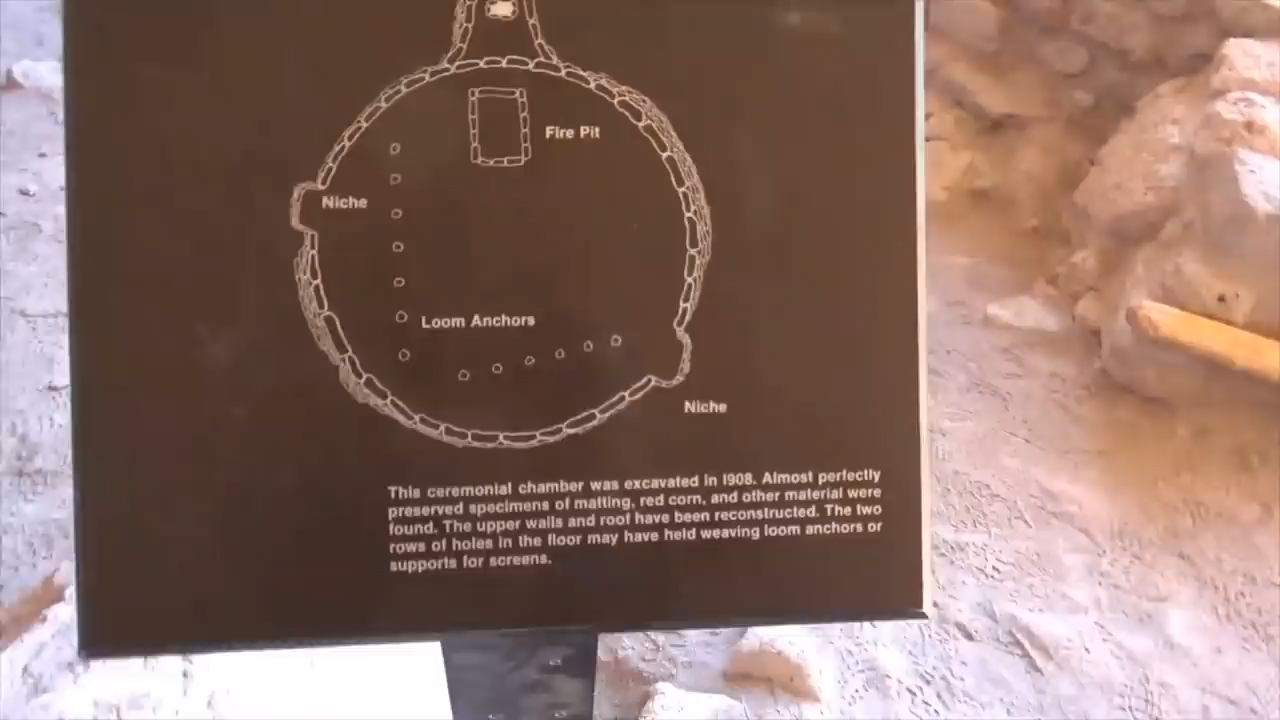 Fire Pit
Niche
Loom Anchors
Niche
This ceremonial chamber was excavated in 1908. Almost perfectly
preserved specimens of matting, red corn, and other material were
found. The upper walls and roof have been reconstructed. The two
rows of holes in the floor may have held weaving loom anchors or
supports for screens.